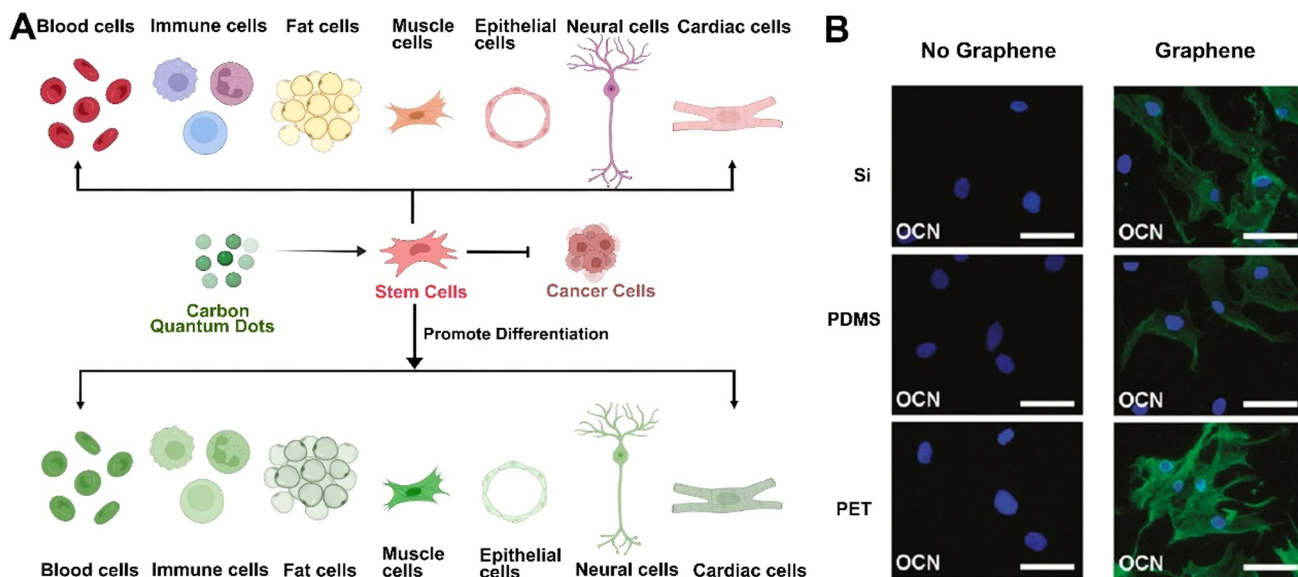 A
Blood cells
Immune cells
Fat cells
Muscle
cells
Epithelial
cells
Neural cells
Cardiac cells
Carbon
Quantum Dots
Stem Cells
Cancer Cells
Promote Differentiation
Blood cells
Immune cells
Fat cells
Muscle
cells
Epithelial
cells
Neural cells
Cardiac cells
B
No Graphene
Graphene
Si
OCN
OCN
PDMS
OCN
OCN
PET
OCN
OCN